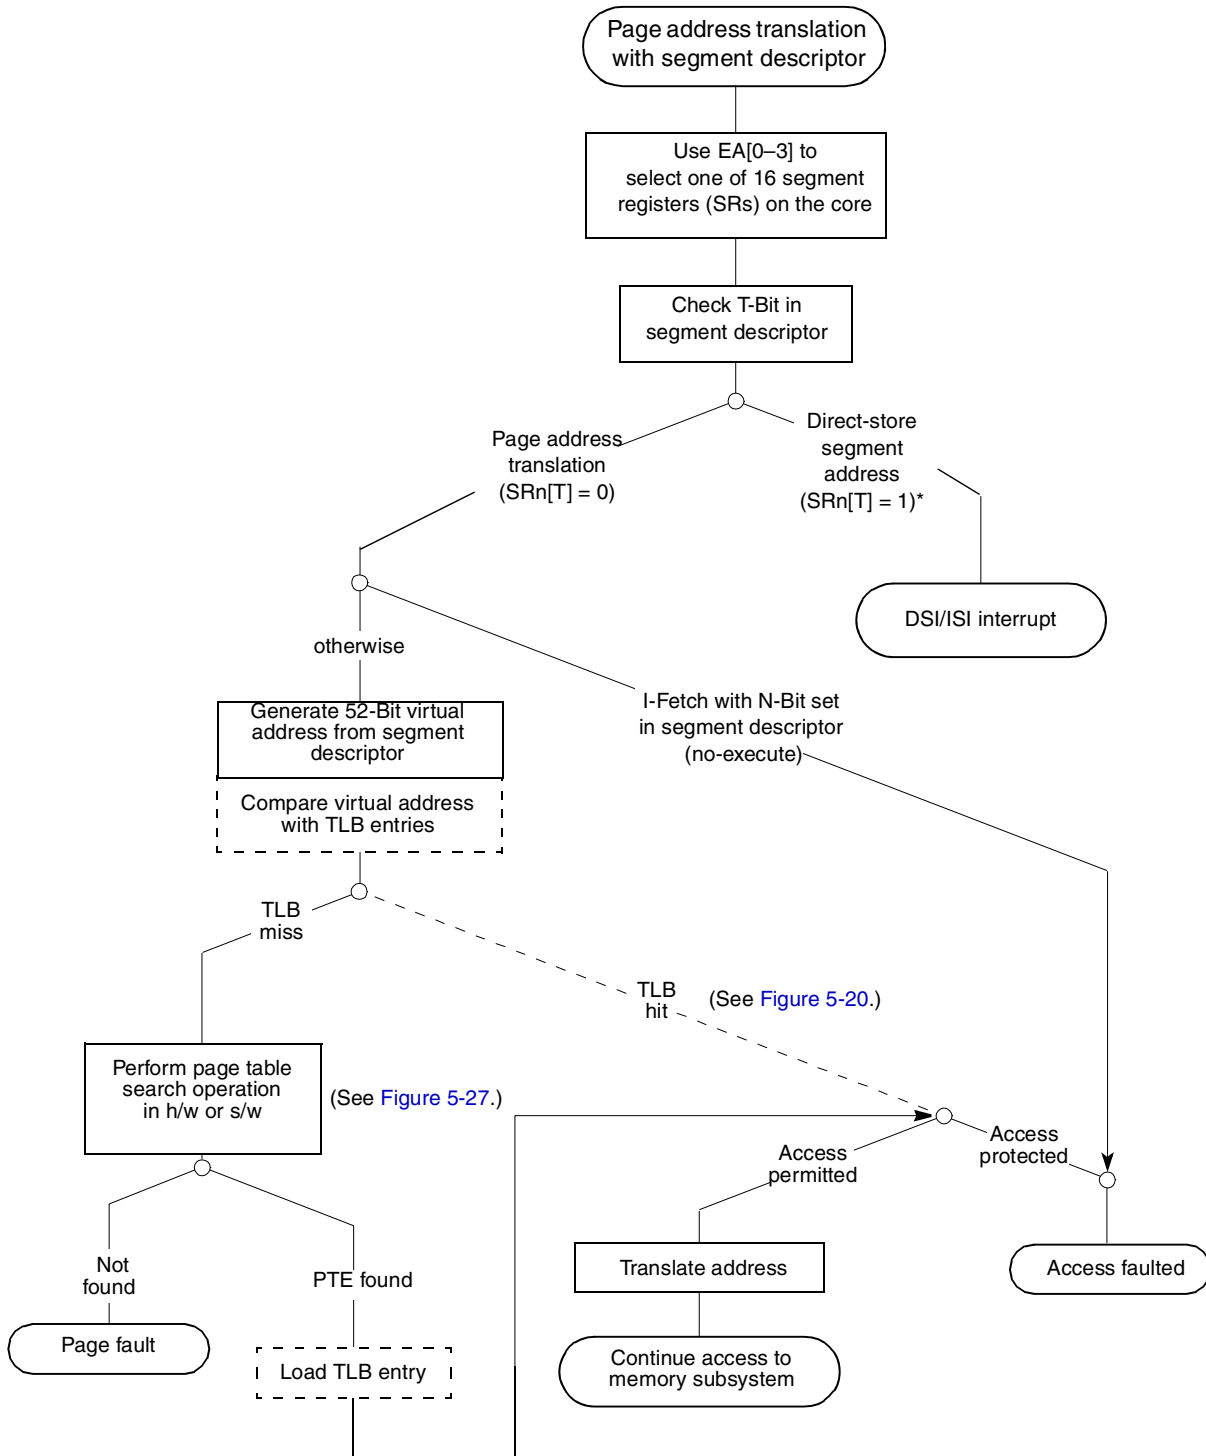 Page address translation
with segment descriptor
Use EA[0–3] to
select one of 16 segment
registers (SRs) on the core
Check T-Bit in
segment descriptor
Page address
translation
(SRn[T] = 0)
Direct-store
segment
address
(SRn[T] = 1)*
DSI/ISI interrupt
otherwise
I-Fetch with N-Bit set
in segment descriptor
(no-execute)
Generate 52-Bit virtual
address from segment
descriptor
Compare virtual address
with TLB entries
TLB
miss
TLB
hit
(See Figure 5-20.)
Perform page table
search operation
in h/w or s/w
(See Figure 5-27.)
Access
permitted
Access
protected
Not
found
PTE found
Translate address
Access faulted
Page fault
Load TLB entry
Continue access to
memory subsystem